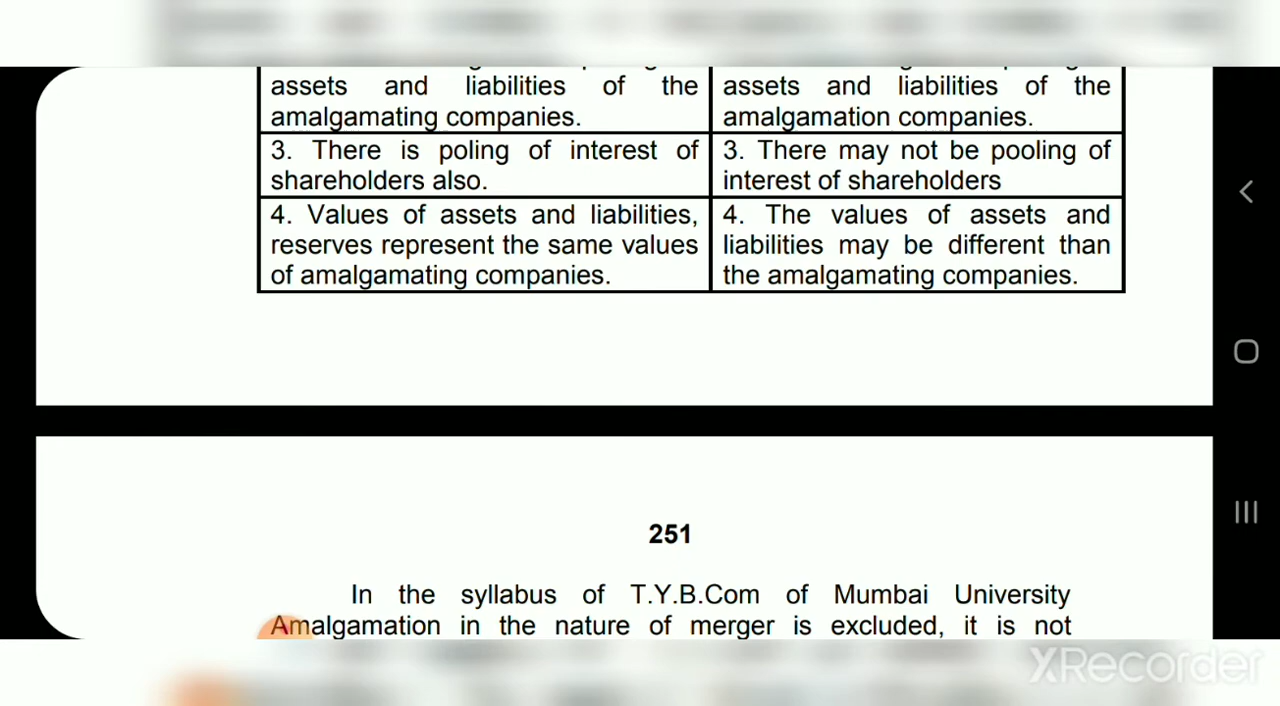 assets and liabilities of the
amalgamating companies.
3. There is poling of interest of
shareholders also.
4. Values of assets and liabilities,
reserves represent the same values
of amalgamating companies.
assets and liabilities of the
amalgamation companies.
3. There may not be pooling of
interest of shareholders
4. The values of assets and
liabilities may be different than
the amalgamating companies.
251
In the syllabus of T.Y.B.Com of Mumbai University
Amalgamation in the nature of merger is excluded, it is not
XRecorder